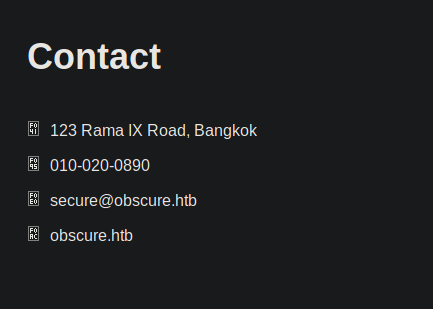 Contact
123 Rama IX Road, Bangkok
010-020-0890
secure@obscure.htb
obscure.htb